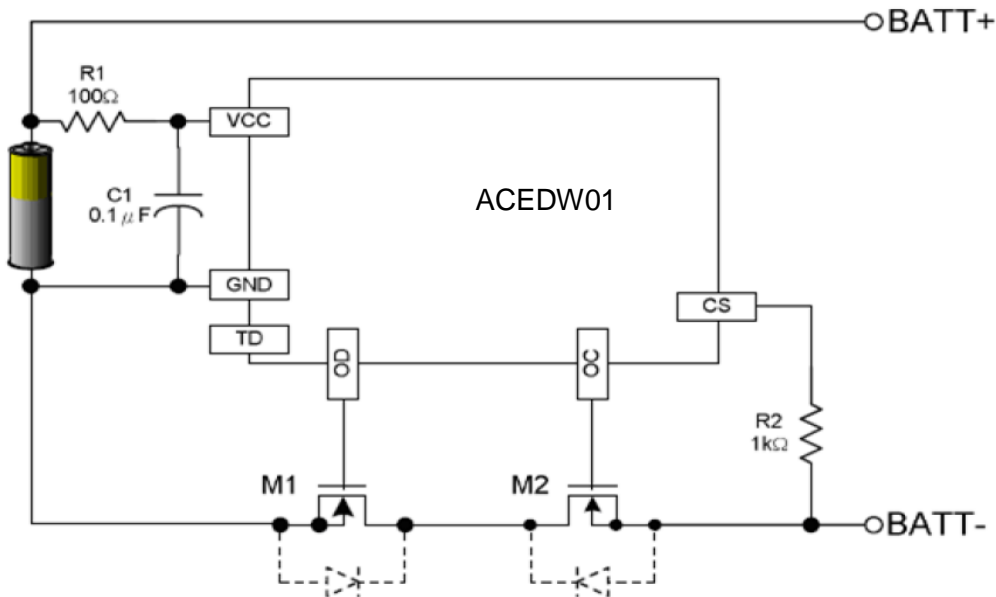 BATT+
R1
100Ω
VCC
ACEDW01
C1
0.1μF
GND
CS
TD
OD
OC
R2
1kΩ
M1
M2
BATT-